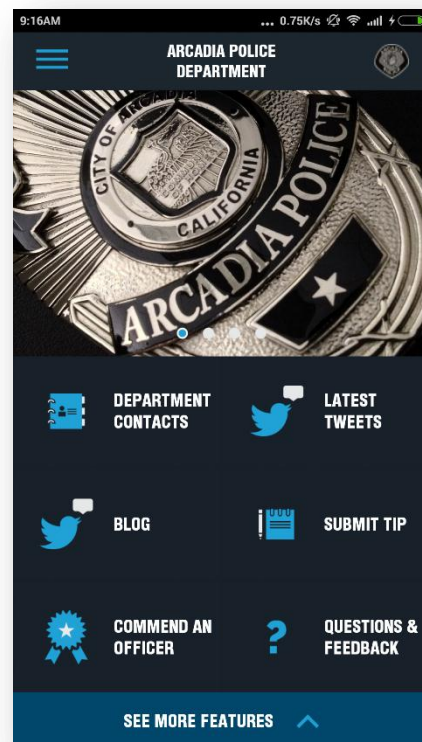 9:16AM ... 0.75K/s
ARCADIA POLICE
DEPARTMENT
CITY OF ARCADIA
CALIFORNIA
ARCADIA POLICE
DEPARTMENT
CONTACTS
LATEST
TWEETS
BLOG
SUBMIT TIP
COMMEND AN
OFFICER
QUESTIONS &
FEEDBACK
SEE MORE FEATURES